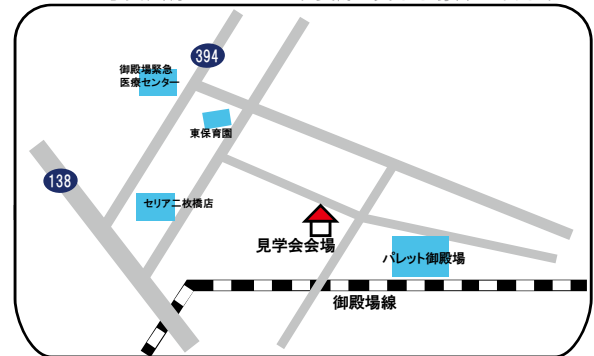 394
御殿場緊急
医療センター
東保育園
138
セリア二枚橋店
見学会会場
パレット御殿場
御殿場線